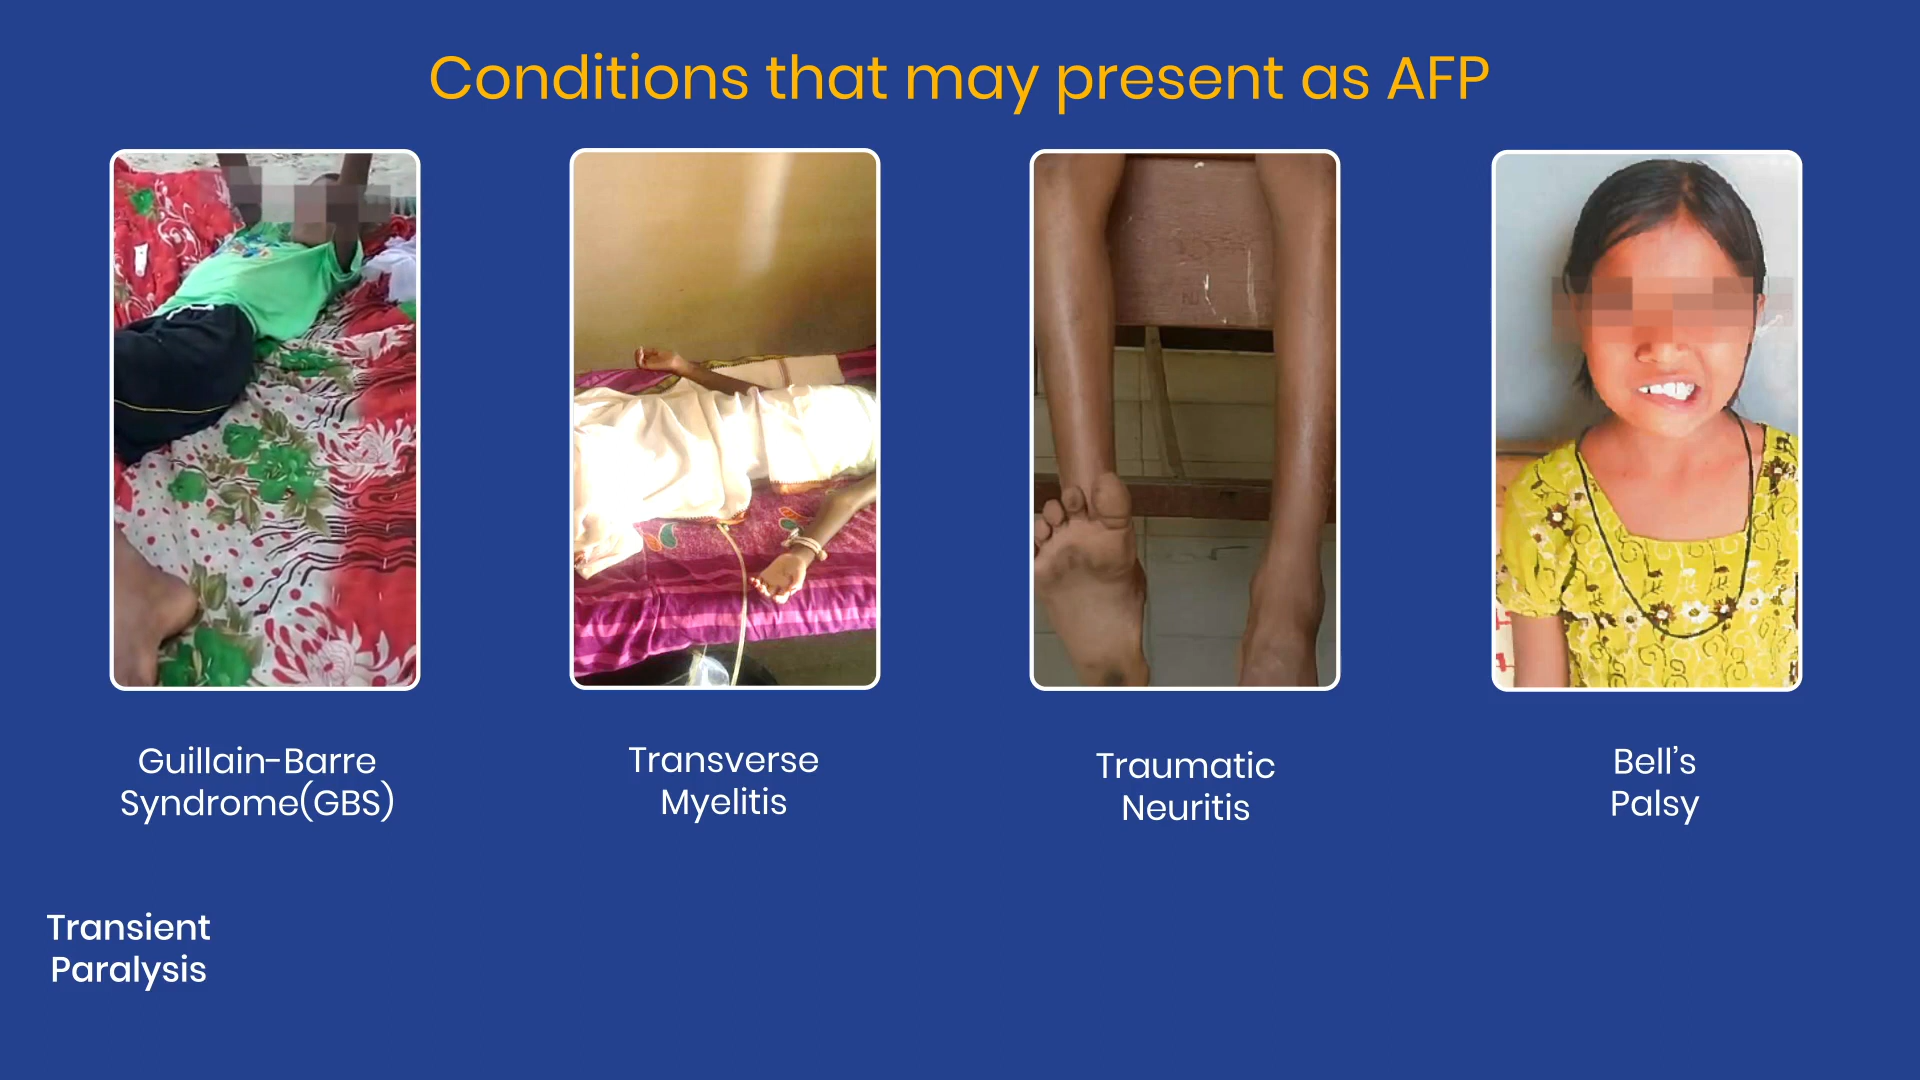 Conditions that may present as AFP
Guillain-Barre
Syndrome(GBS)
Transverse
Myelitis
Traumatic
Neuritis
Bell's
Palsy
Transient
Paralysis